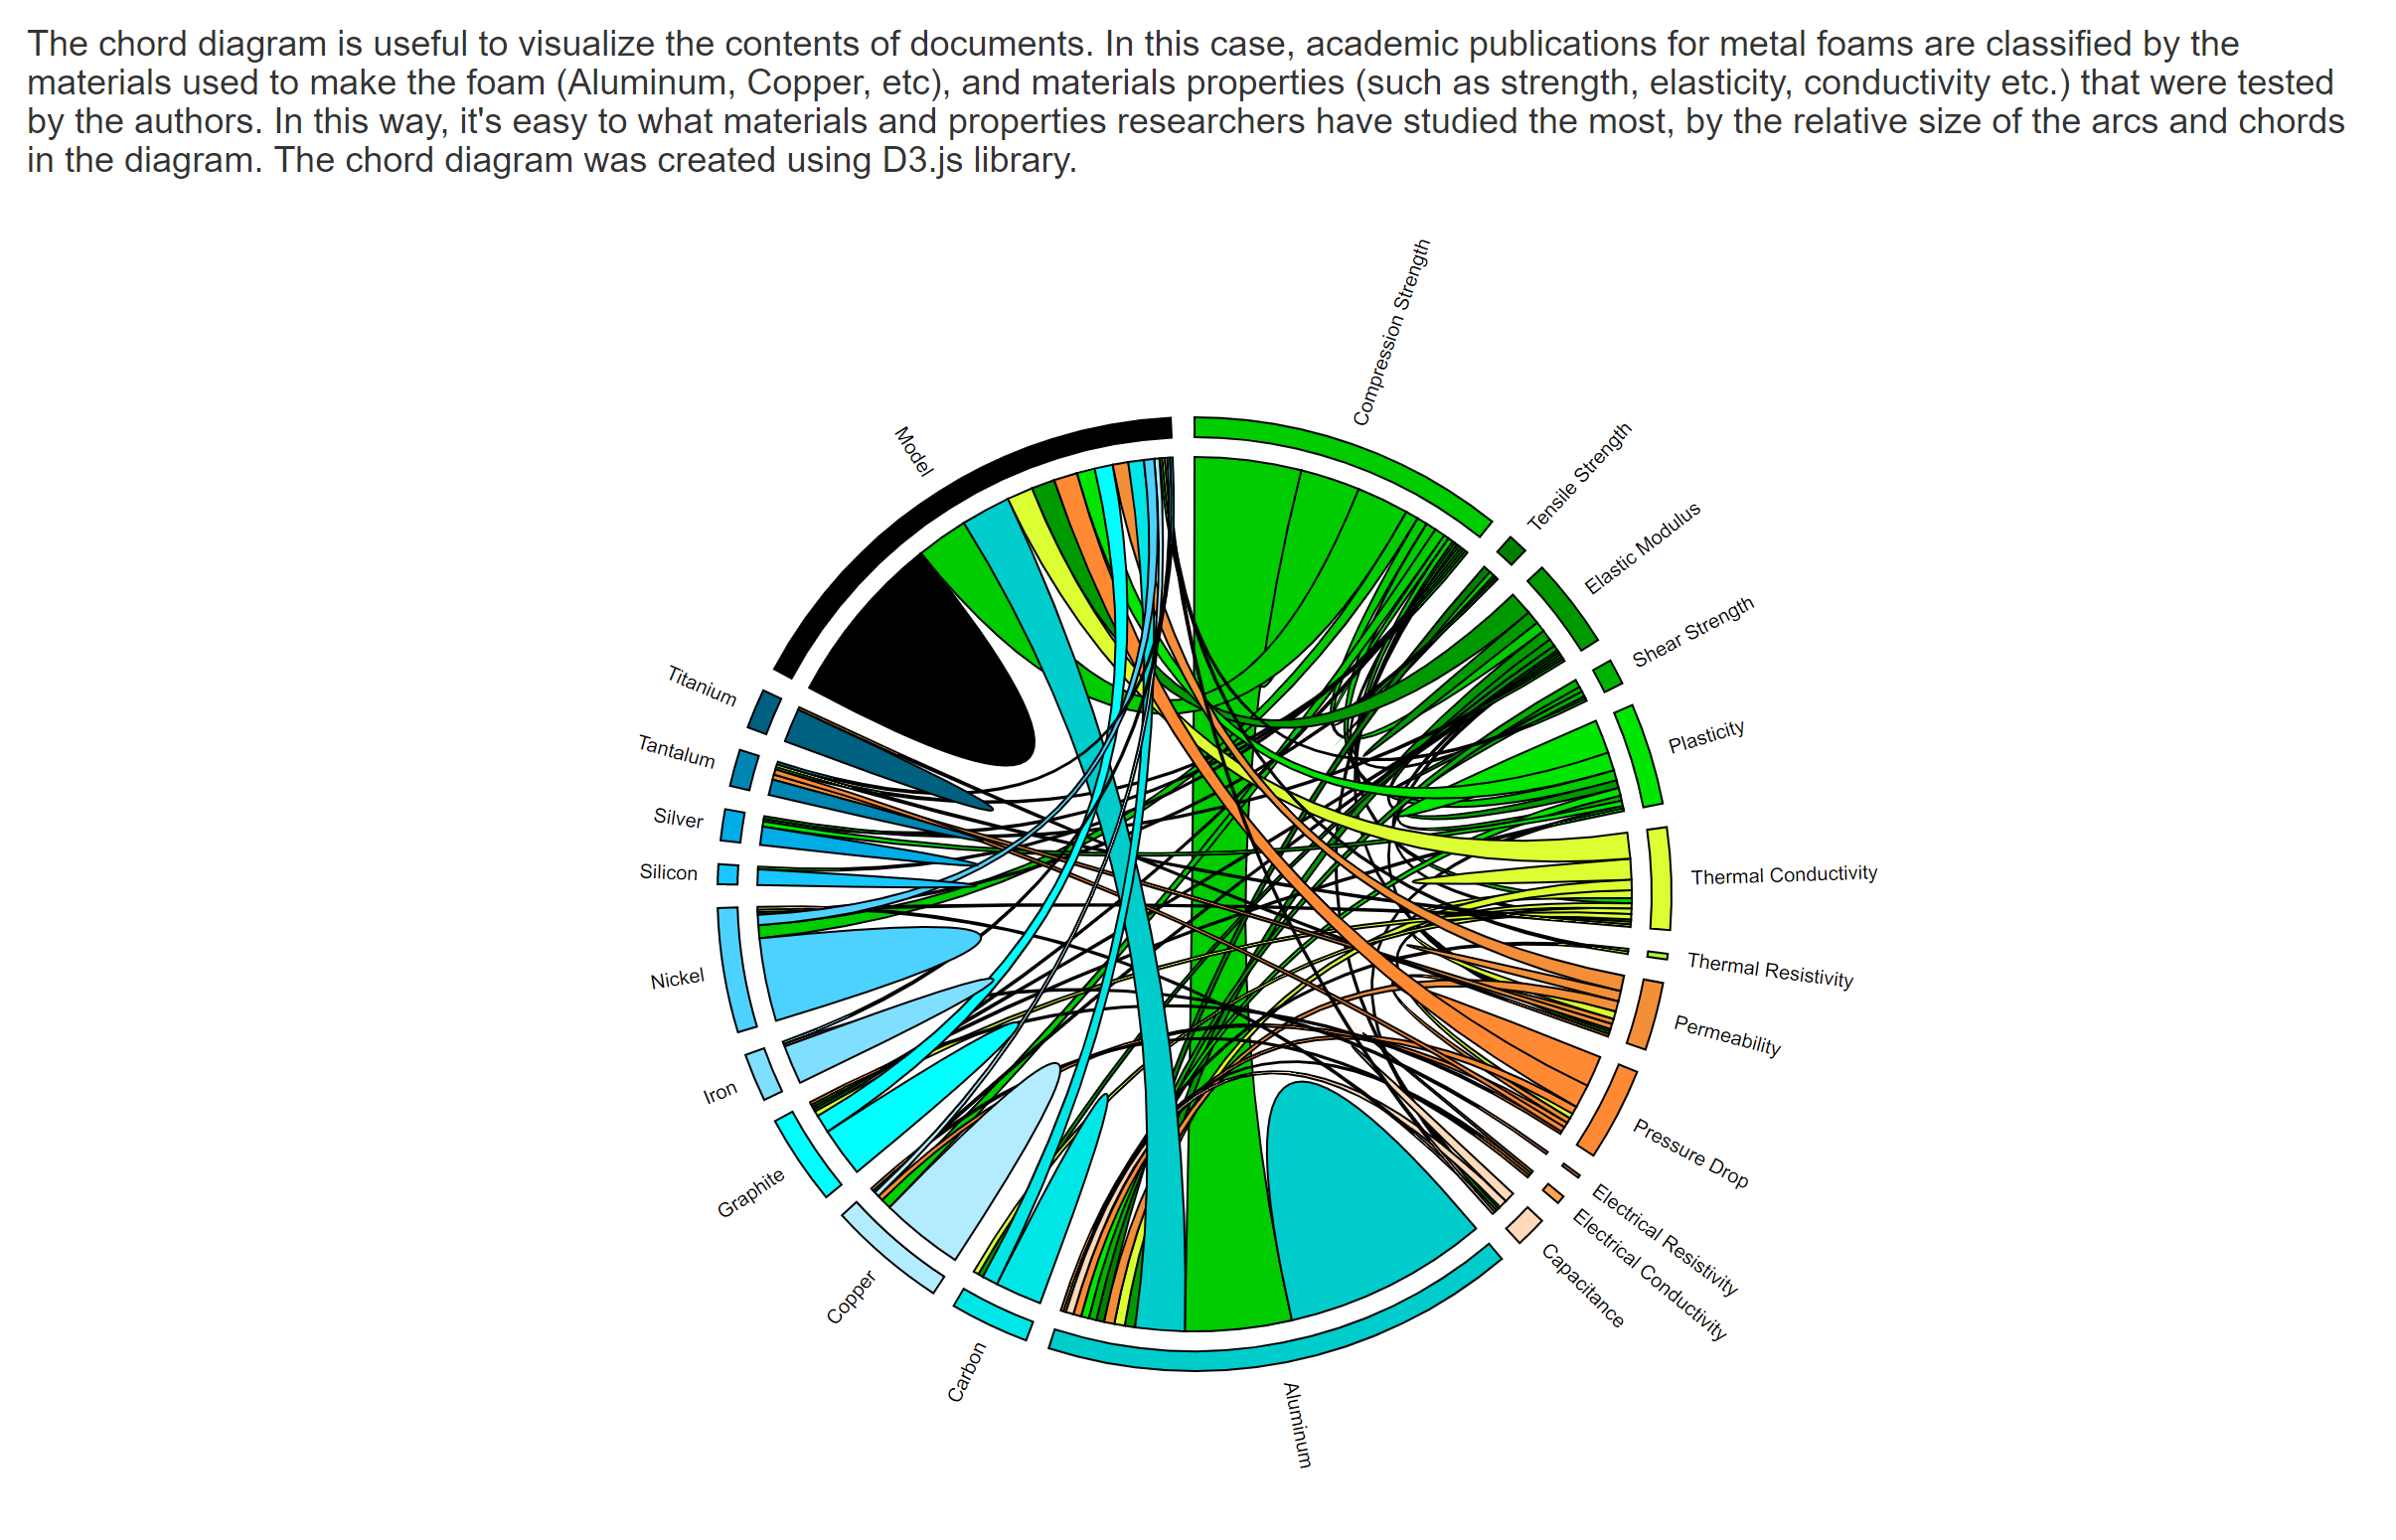 The chord diagram is useful to visualize the contents of documents. In this case, academic publications for metal foams are classified by the
materials used to make the foam (Aluminum, Copper, etc), and materials properties (such as strength, elasticity, conductivity etc.) that were tested
by the authors. In this way, it's easy to what materials and properties researchers have studied the most, by the relative size of the arcs and chords
in the diagram. The chord diagram was created using D3.js library.
Compression Strength
Tensile Strength
Elastic Modulus
Shear Strength
Plasticity
Thermal Conductivity
Thermal Resistivity
Permeability
Pressure Drop
Electrical Resistivity
Electrical Conductivity
Capacitance
Aluminum
Carbon
Copper
Graphite
Iron
Nickel
Silicon
Silver
Tantalum
Titanium
Model